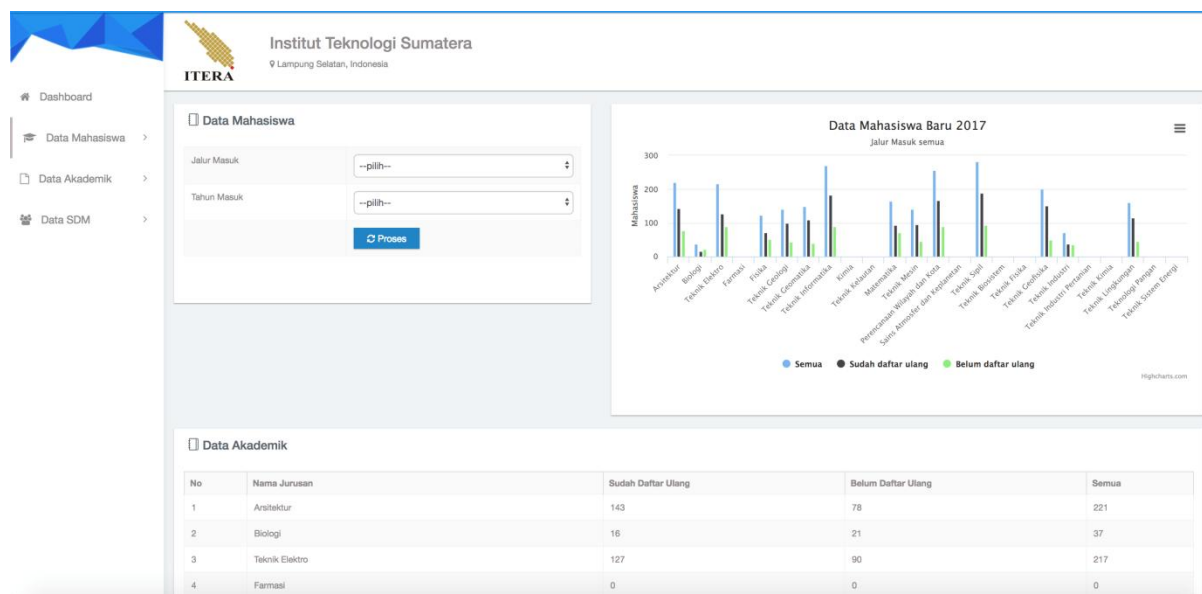 Institut Teknologi Sumatera
Lampung Selatan, Indonesia
ITERA
Dashboard
Data Mahasiswa
Data Akademik
Data SDM
Data Mahasiswa
Jalur Masuk
--pilih--
Tahun Masuk
--pilih--
Proses
Data Mahasiswa Baru 2017
Jalur Masuk semua
Mahasiswa
300
200
100
0
Arsitektur
Biologi
Teknik Elektro
Farmasi
Fisika
Teknik Geologi
Teknik Geomatika
Teknik Informatika
Kimia
Teknik Kelautan
Matematika
Teknik Mesin
Perencanaan Wilayah dan Kota
Sains Atmosfer dan Keplanetan
Teknik Sipil
Teknik Biosistem
Teknik Fisika
Teknik Geofisika
Teknik Industri
Teknik Industri Pertanian
Teknik Kimia
Teknik Lingkungan
Teknologi Pangan
Teknik Sistem Energi
Semua Sudah daftar ulang Belum daftar ulang
Highcharts.com
Data Akademik
No Nama Jurusan Sudah Daftar Ulang Belum Daftar Ulang Semua
1 Arsitektur 143 78 221
2 Biologi 16 21 37
3 Teknik Elektro 127 90 217
4 Farmasi 0 0 0